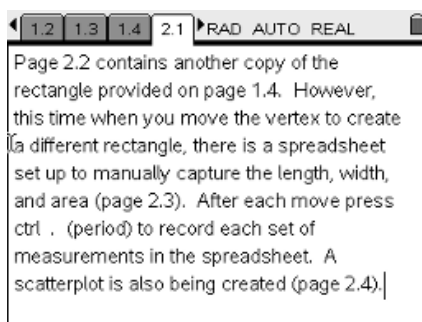 1.2 1.3 1.4 2.1 RAD AUTO REAL
Page 2.2 contains another copy of the
rectangle provided on page 1.4. However,
this time when you move the vertex to create
a different rectangle, there is a spreadsheet
set up to manually capture the length, width,
and area (page 2.3). After each move press
ctrl . (period) to record each set of
measurements in the spreadsheet. A
scatterplot is also being created (page 2.4).